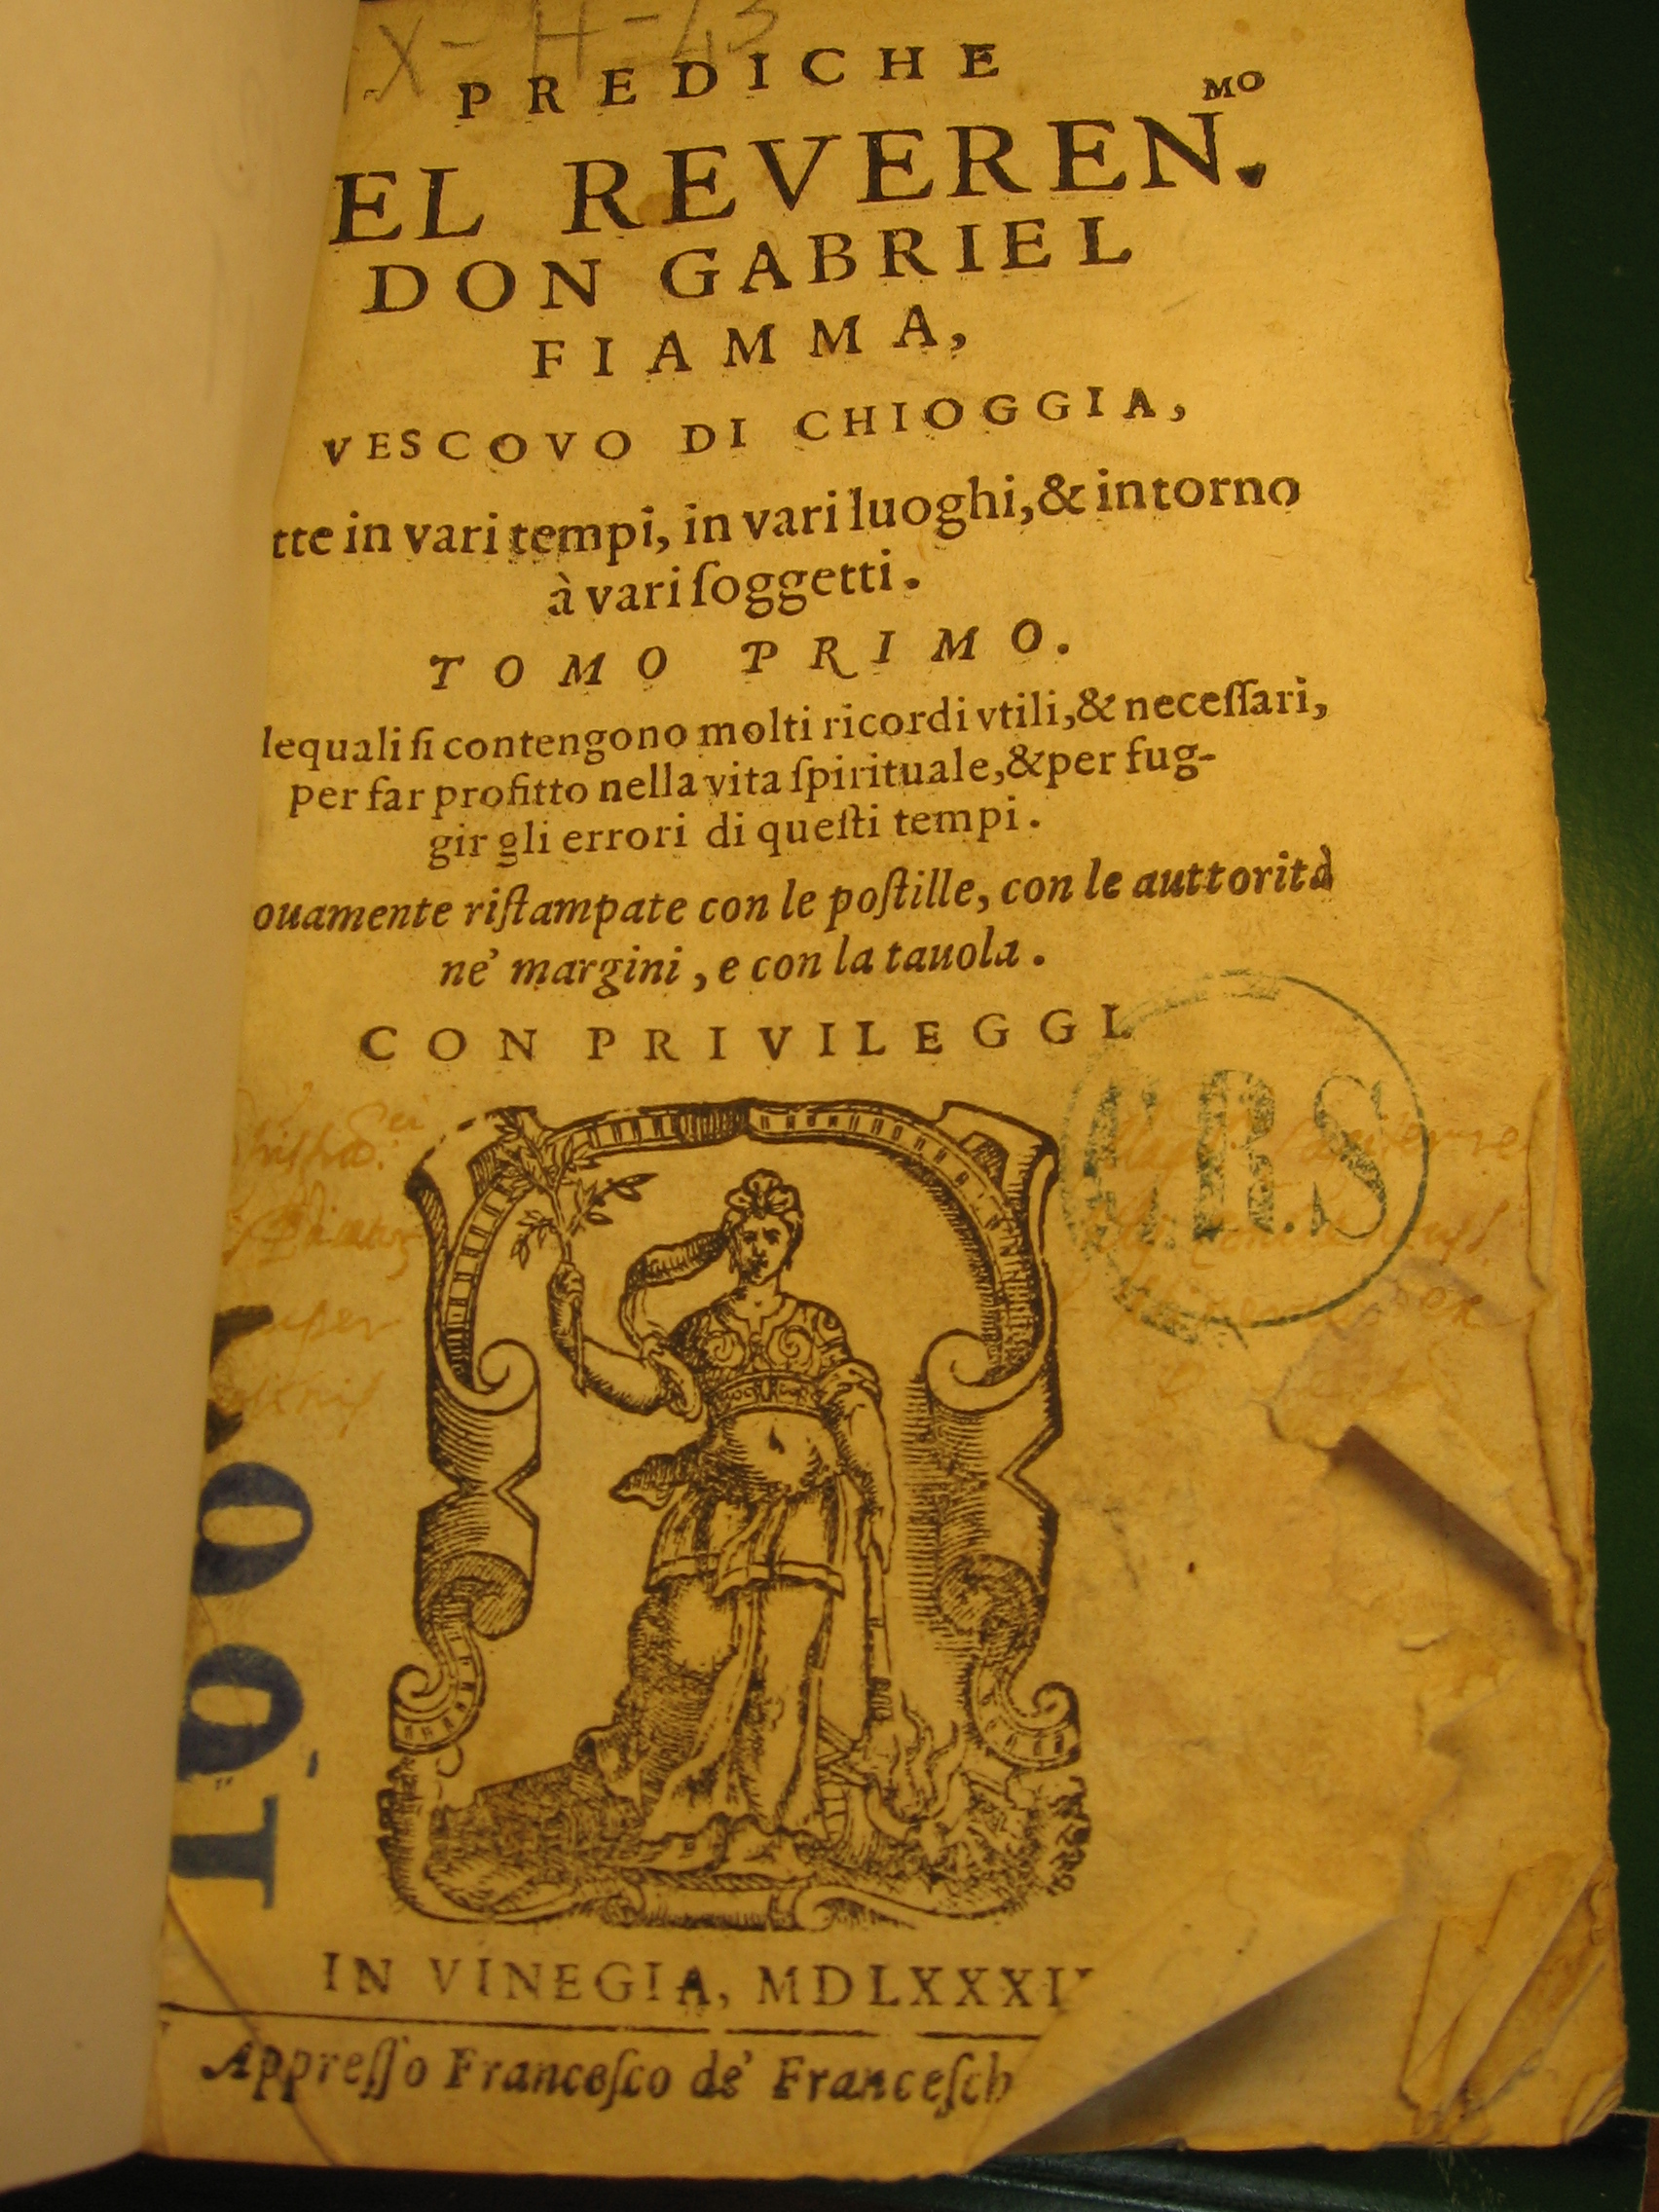 X-H-43
PREDICHE
EL REVEREN.MO
DON GABRIEL
FIAMMA,
VESCOVO DI CHIOGGIA,
tte in vari tempi, in vari luoghi, & intorno
à vari ſoggetti.
TOMO PRIMO.
lequali ſi contengono molti ricordi vtili, & neceſſari,
per far profitto nella vita ſpirituale, & per fug-
gir gli errori di queſti tempi.
ouamente riſtampate con le poſtille, con le auttorità
ne' margini, e con la tauola.
CON PRIVILEGGI.
U.R.S
100
IN VINEGIA, MDLXXXI
Appreſſo Franceſco de' Franceſch